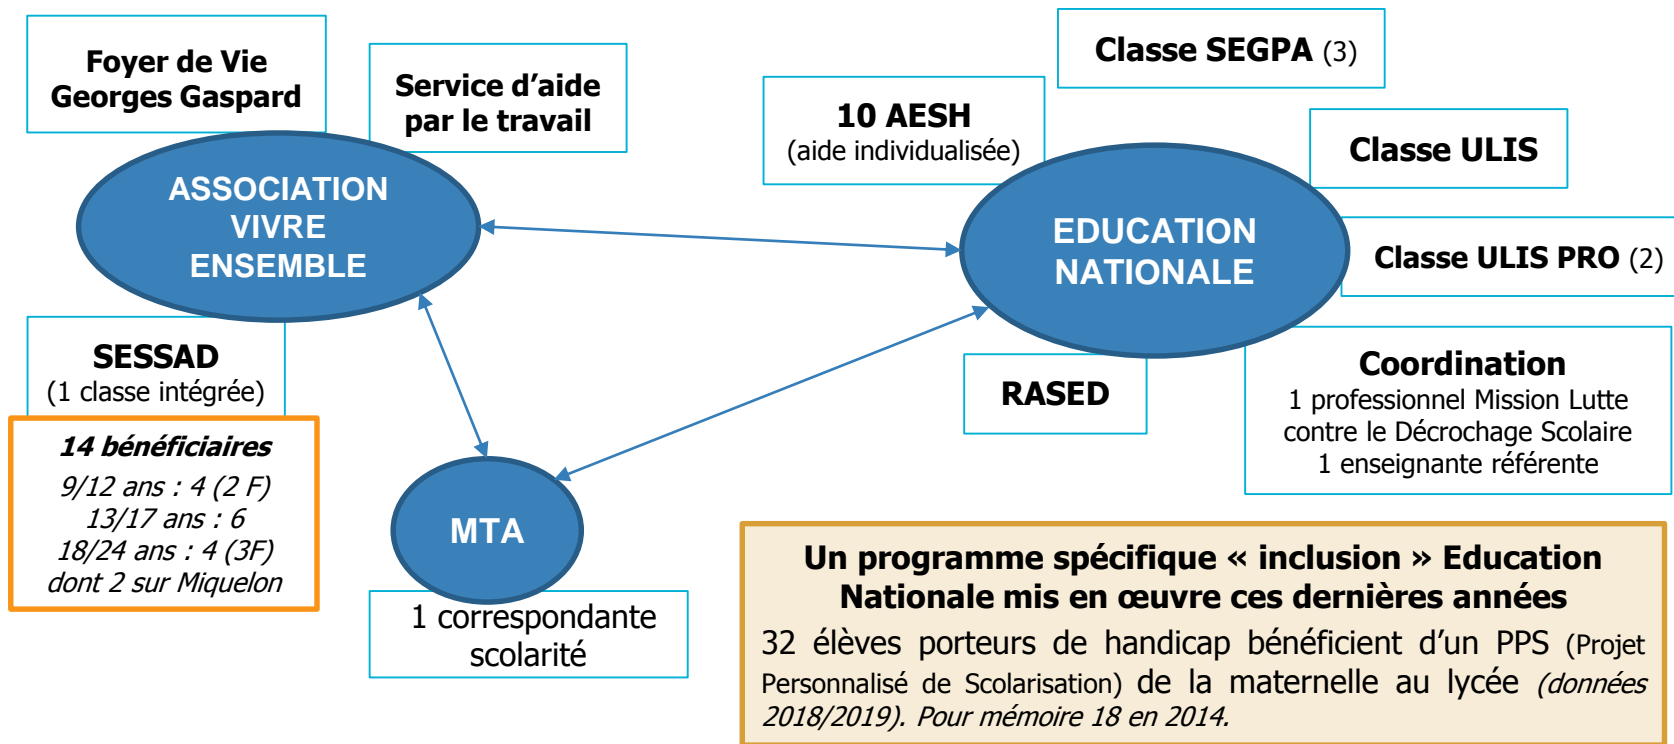 Foyer de Vie
Georges Gaspard
Service d’aide
par le travail
ASSOCIATION
VIVRE
ENSEMBLE
SESSAD
(1 classe intégrée)
14 bénéficiaires
9/12 ans : 4 (2 F)
13/17 ans : 6
18/24 ans : 4 (3F)
dont 2 sur Miquelon
MTA
1 correspondante
scolarité
Classe SEGPA (3)
10 AESH
(aide individualisée)
Classe ULIS
EDUCATION
NATIONALE
Classe ULIS PRO (2)
RASED
Coordination
1 professionnel Mission Lutte
contre le Décrochage Scolaire
1 enseignante référente
Un programme spécifique « inclusion » Education
Nationale mis en œuvre ces dernières années
32 élèves porteurs de handicap bénéficient d’un PPS (Projet
Personnalisé de Scolarisation) de la maternelle au lycée (données
2018/2019). Pour mémoire 18 en 2014.